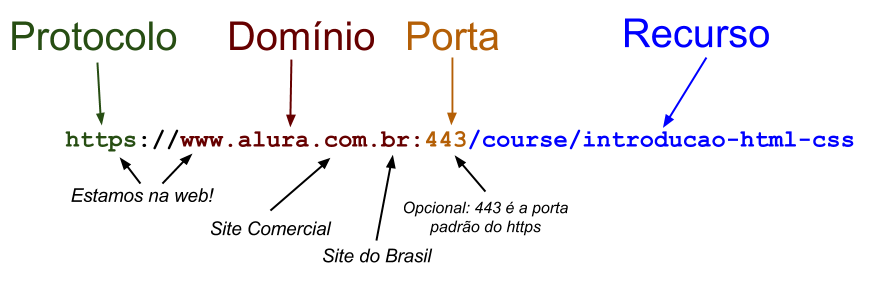 Protocolo Domínio Porta Recurso
https://www.alura.com.br:443/course/introducao-html-css
Estamos na web!
Site Comercial
Opcional: 443 é a porta
padrão do https
Site do Brasil